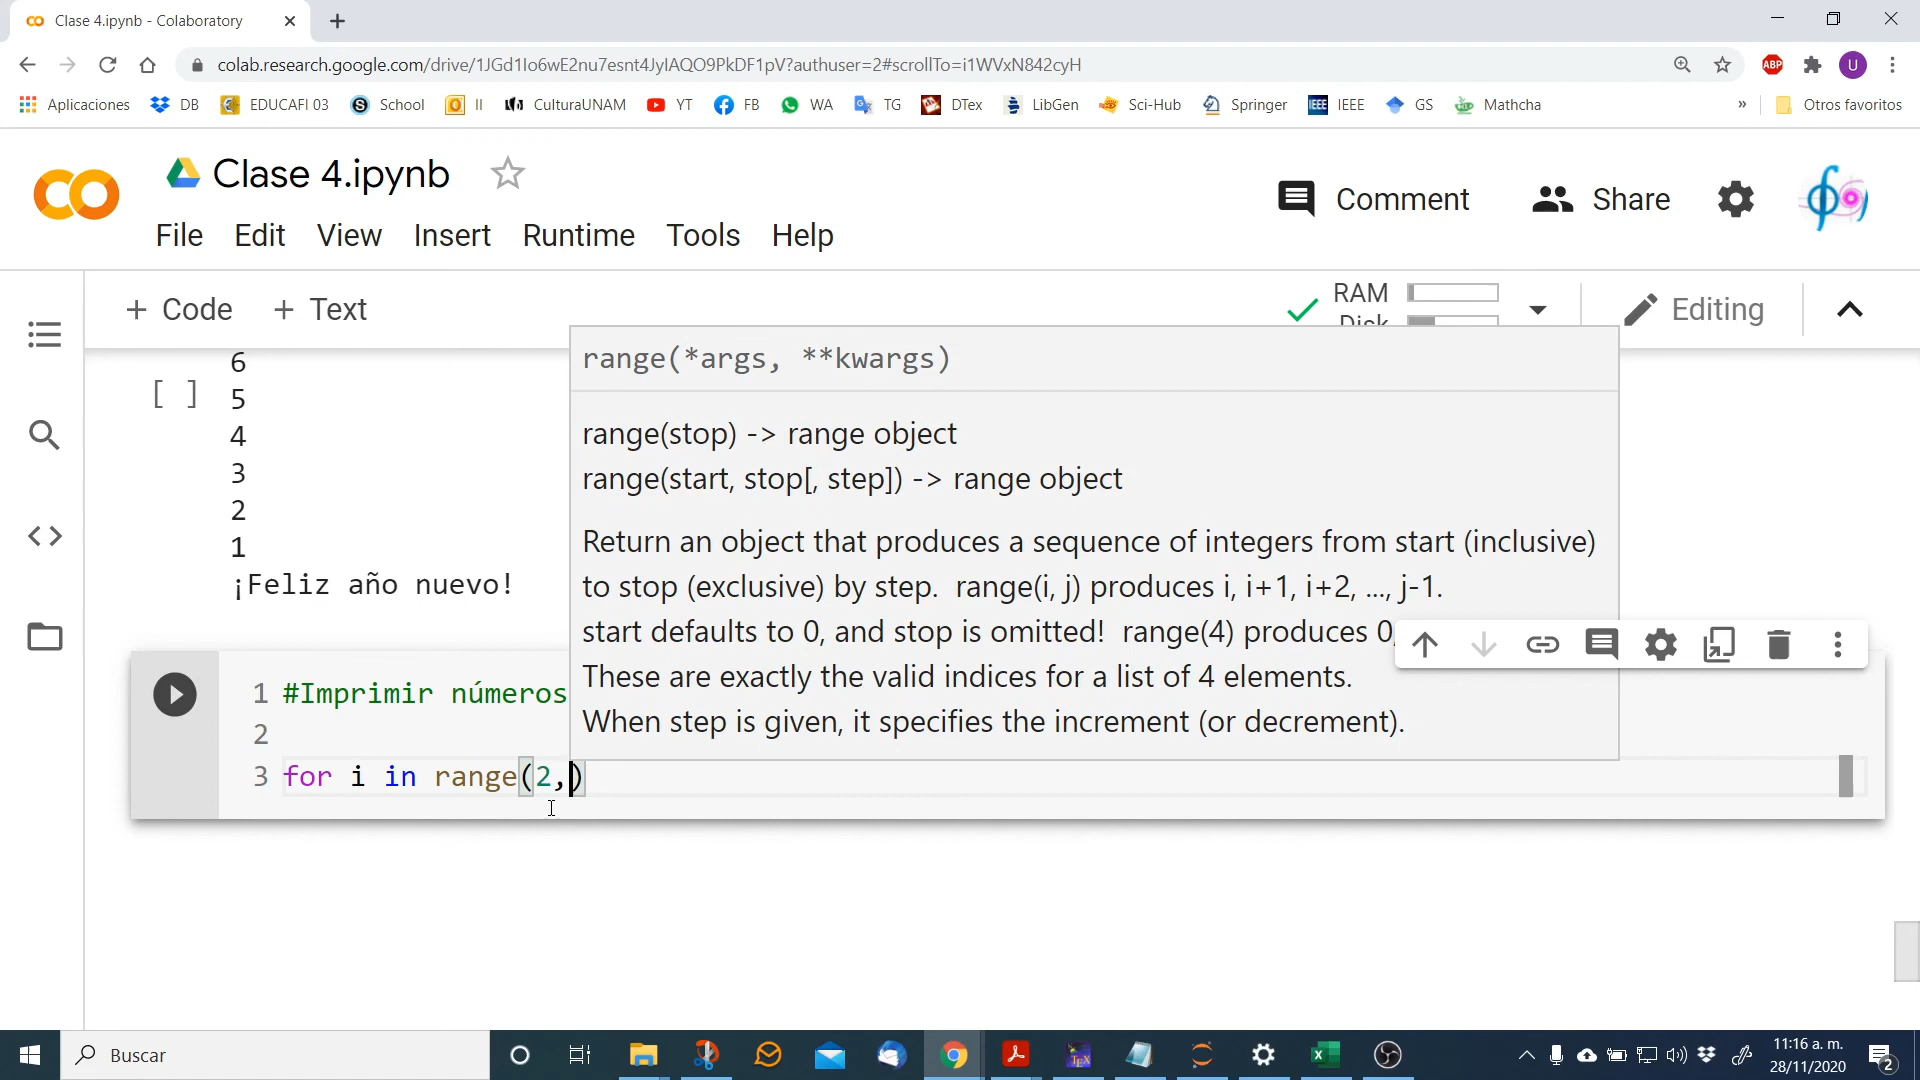 Clase 4.ipynb - Colaboratory
colab.research.google.com/drive/1JGd1Io6wE2nu7esnt4JyIAQO9PkDF1pV?authuser=2#scrollTo=i1WVxN842cyH
ABP
U
Aplicaciones DB EDUCAFI 03 School II CulturaUNAM YT FB WA TG DTex LibGen Sci-Hub Springer IEEE GS Mathcha » Otros favoritos
Clase 4.ipynb
Comment Share
File Edit View Insert Runtime Tools Help
+ Code + Text
RAM
Disk
Editing
range(*args, **kwargs)
range(stop) -> range object
range(start, stop[, step]) -> range object
Return an object that produces a sequence of integers from start (inclusive)
to stop (exclusive) by step. range(i, j) produces i, i+1, i+2, ..., j-1.
start defaults to 0, and stop is omitted! range(4) produces 0,
These are exactly the valid indices for a list of 4 elements.
When step is given, it specifies the increment (or decrement).
[ ]
6
5
4
3
2
1
¡Feliz año nuevo!
1 #Imprimir números
2
3 for i in range(2,)
Buscar
11:16 a. m.
28/11/2020
2